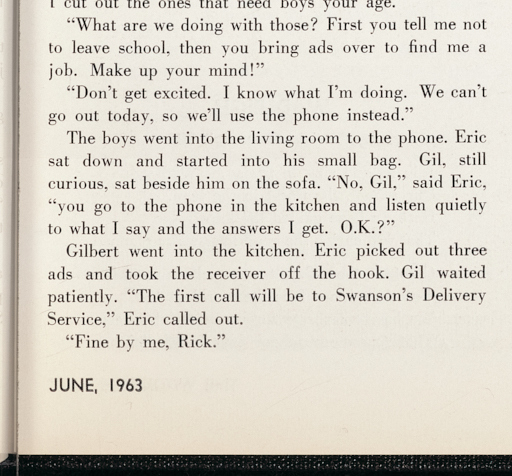 I cut out the ones that need boys your age.
“What are we doing with those? First you tell me not
to leave school, then you bring ads over to find me a
job. Make up your mind!”
“Don’t get excited. I know what I’m doing. We can’t
go out today, so we’ll use the phone instead.”
The boys went into the living room to the phone. Eric
sat down and started into his small bag. Gil, still
curious, sat beside him on the sofa. “No, Gil,” said Eric,
“you go to the phone in the kitchen and listen quietly
to what I say and the answers I get. O.K.?”
Gilbert went into the kitchen. Eric picked out three
ads and took the receiver off the hook. Gil waited
patiently. “The first call will be to Swanson’s Delivery
Service,” Eric called out.
“Fine by me, Rick.”
JUNE, 1963